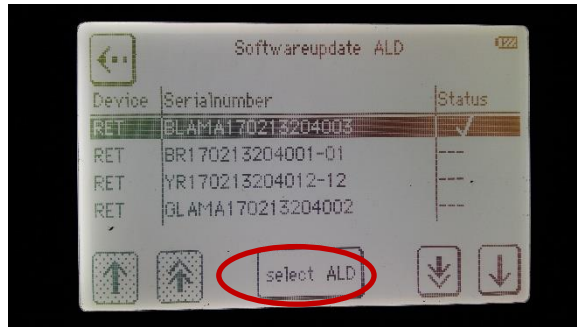 Softwareupdate ALD
Device Serialnumber Status
RET BLAMA170213204003 ✓
RET BR170213204001-01 ---
RET YR170213204012-12 ---
RET GLAMA170213204002 ---
select ALD